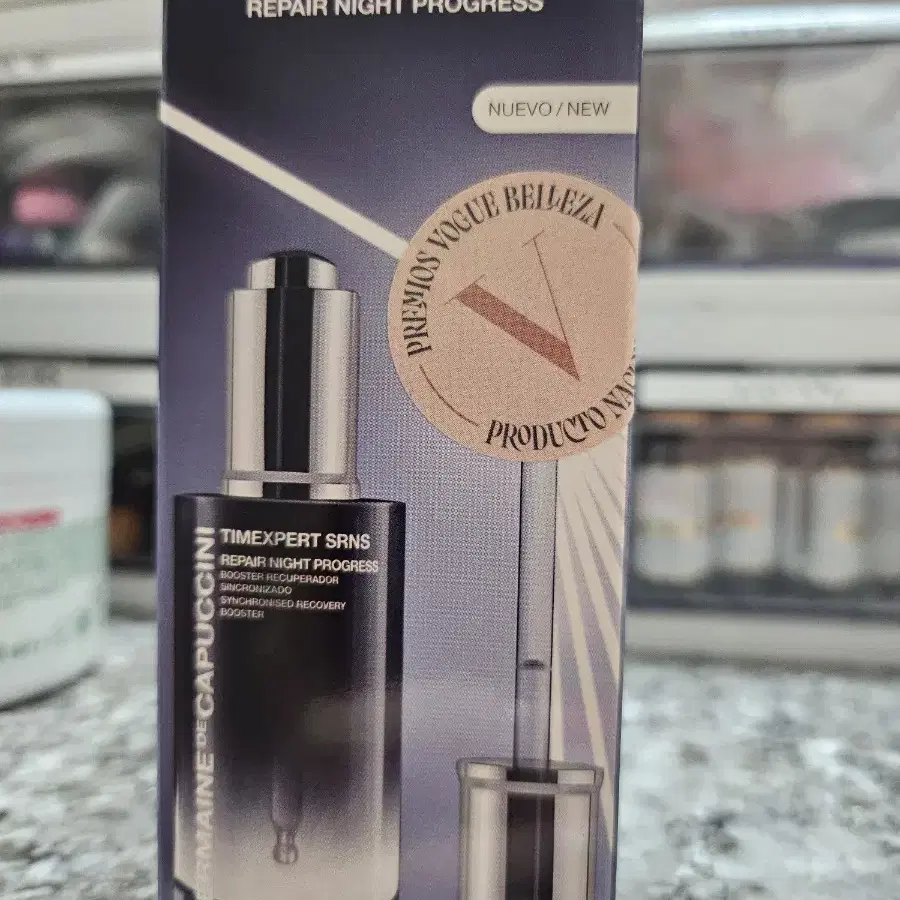 REPAIR NIGHT PROGRESS
NUEVO / NEW
PREMIOS VOGUE BELLEZA
V
PRODUCTO
TIMEXPERT SRNS
REPAIR NIGHT PROGRESS
BOOSTER RECUPERADOR
SINCRONIZADO
SYNCHRONISED RECOVERY
BOOSTER
DE CAPUCCINI